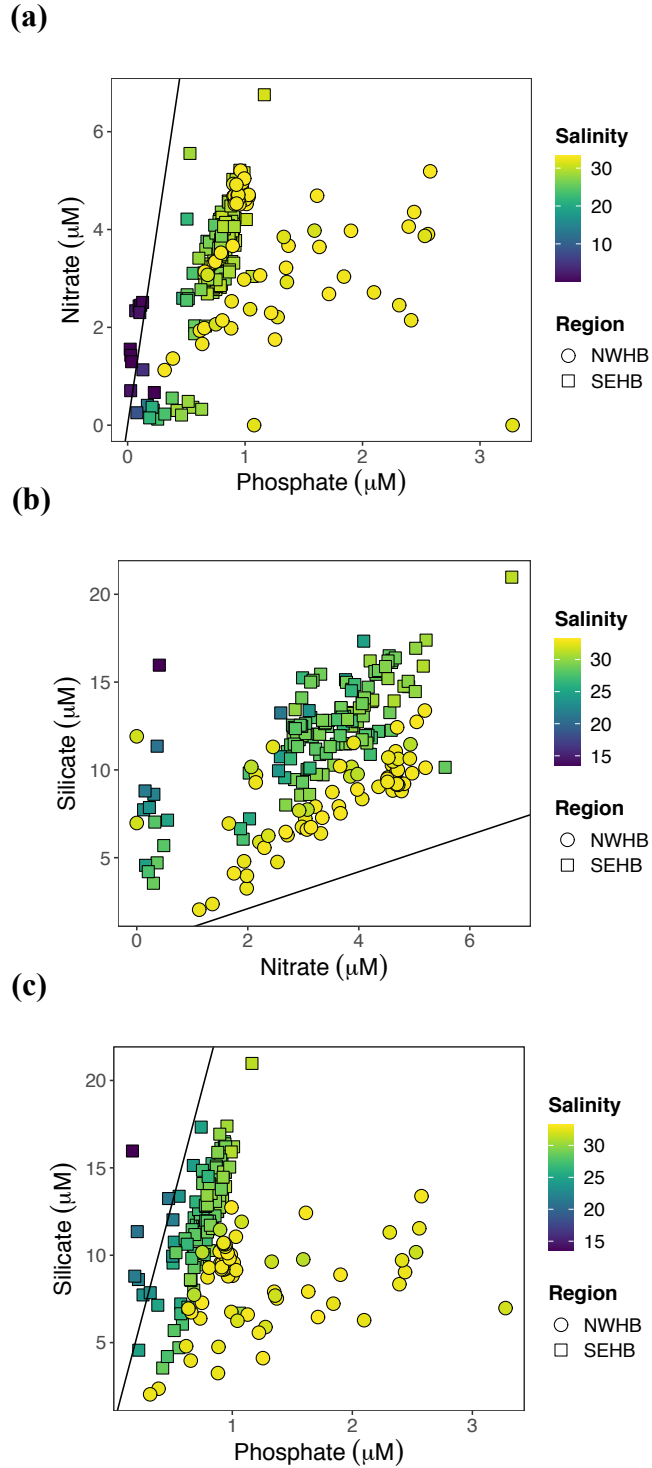 (a)
Nitrate (μM)
6
4
2
0
0 1 2 3
Phosphate (μM)
Salinity
30
20
10
Region
NWHB
SEHB
(b)
Silicate (μM)
20
15
10
5
0 2 4 6
Nitrate (μM)
Salinity
30
25
20
15
Region
NWHB
SEHB
(c)
Silicate (μM)
20
15
10
5
1 2 3
Phosphate (μM)
Salinity
30
25
20
15
Region
NWHB
SEHB